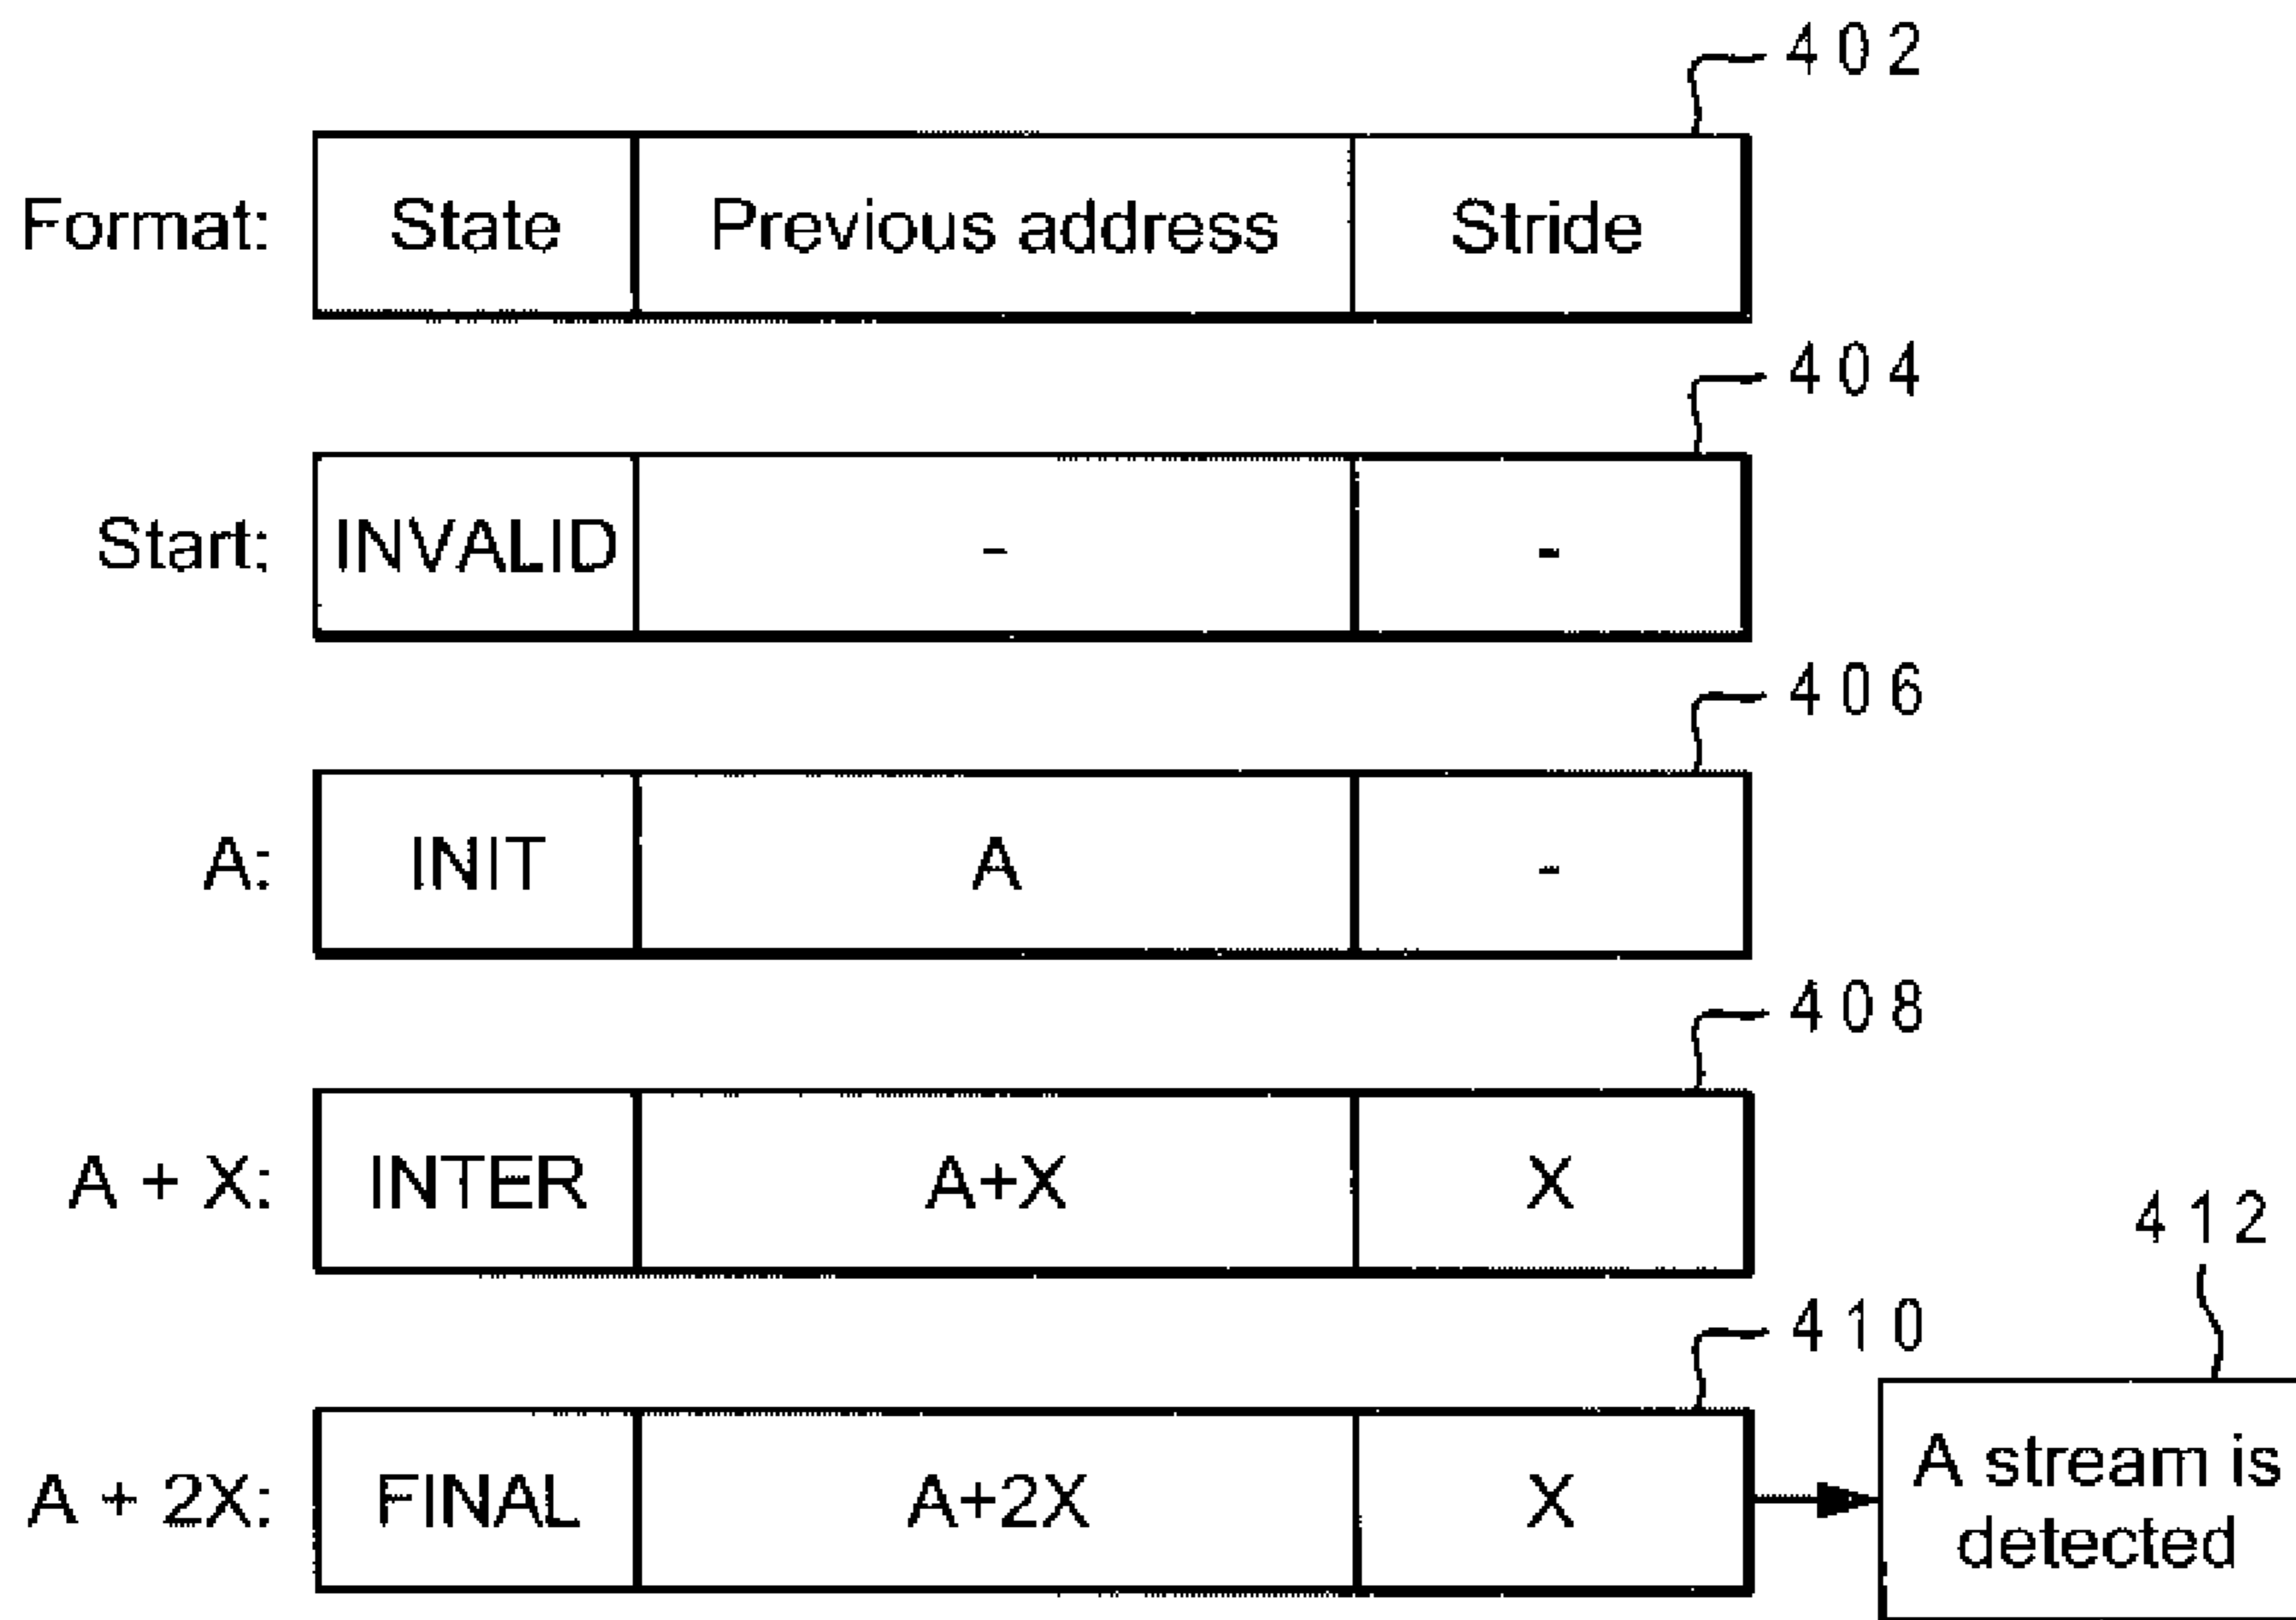 402
Format: State Previous address Stride
404
Start: INVALID - -
406
A: INIT A -
408
A + X: INTER A+X X
412
410
A + 2X: FINAL A+2X X
A stream is
detected